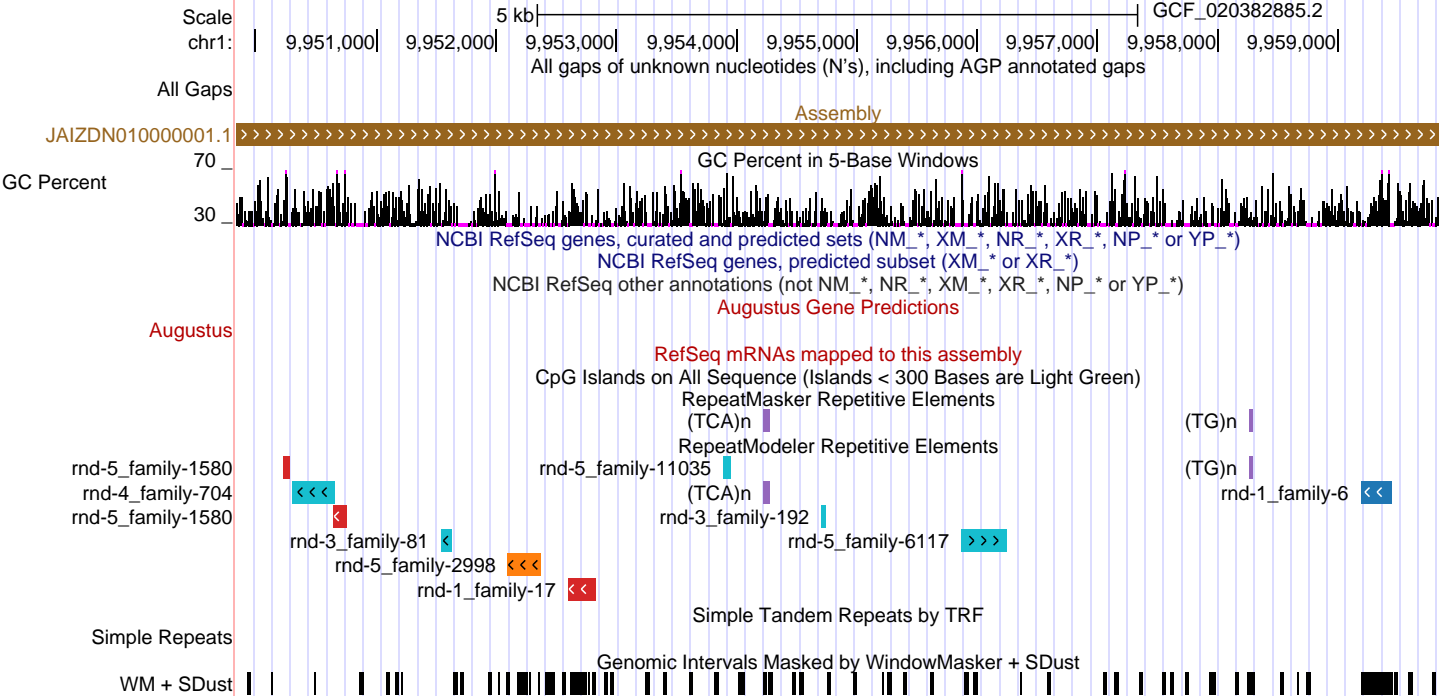 Scale 5 kb GCF_020382885.2
chr1: 9,951,000 9,952,000 9,953,000 9,954,000 9,955,000 9,956,000 9,957,000 9,958,000 9,959,000
All gaps of unknown nucleotides (N's), including AGP annotated gaps
All Gaps
Assembly
JAIZDN010000001.1
70 _ GC Percent in 5-Base Windows
GC Percent
30 _
NCBI RefSeq genes, curated and predicted sets (NM_*, XM_*, NR_*, XR_*, NP_* or YP_*)
NCBI RefSeq genes, predicted subset (XM_* or XR_*)
NCBI RefSeq other annotations (not NM_*, NR_*, XM_*, XR_*, NP_* or YP_*)
Augustus Gene Predictions
Augustus
RefSeq mRNAs mapped to this assembly
CpG Islands on All Sequence (Islands < 300 Bases are Light Green)
RepeatMasker Repetitive Elements
(TCA)n (TG)n
RepeatModeler Repetitive Elements
rnd-5_family-1580 rnd-5_family-11035 (TG)n
rnd-4_family-704 (TCA)n rnd-1_family-6
rnd-5_family-1580 rnd-3_family-192
rnd-3_family-81 rnd-5_family-6117
rnd-5_family-2998
rnd-1_family-17
Simple Tandem Repeats by TRF
Simple Repeats
Genomic Intervals Masked by WindowMasker + SDust
WM + SDust